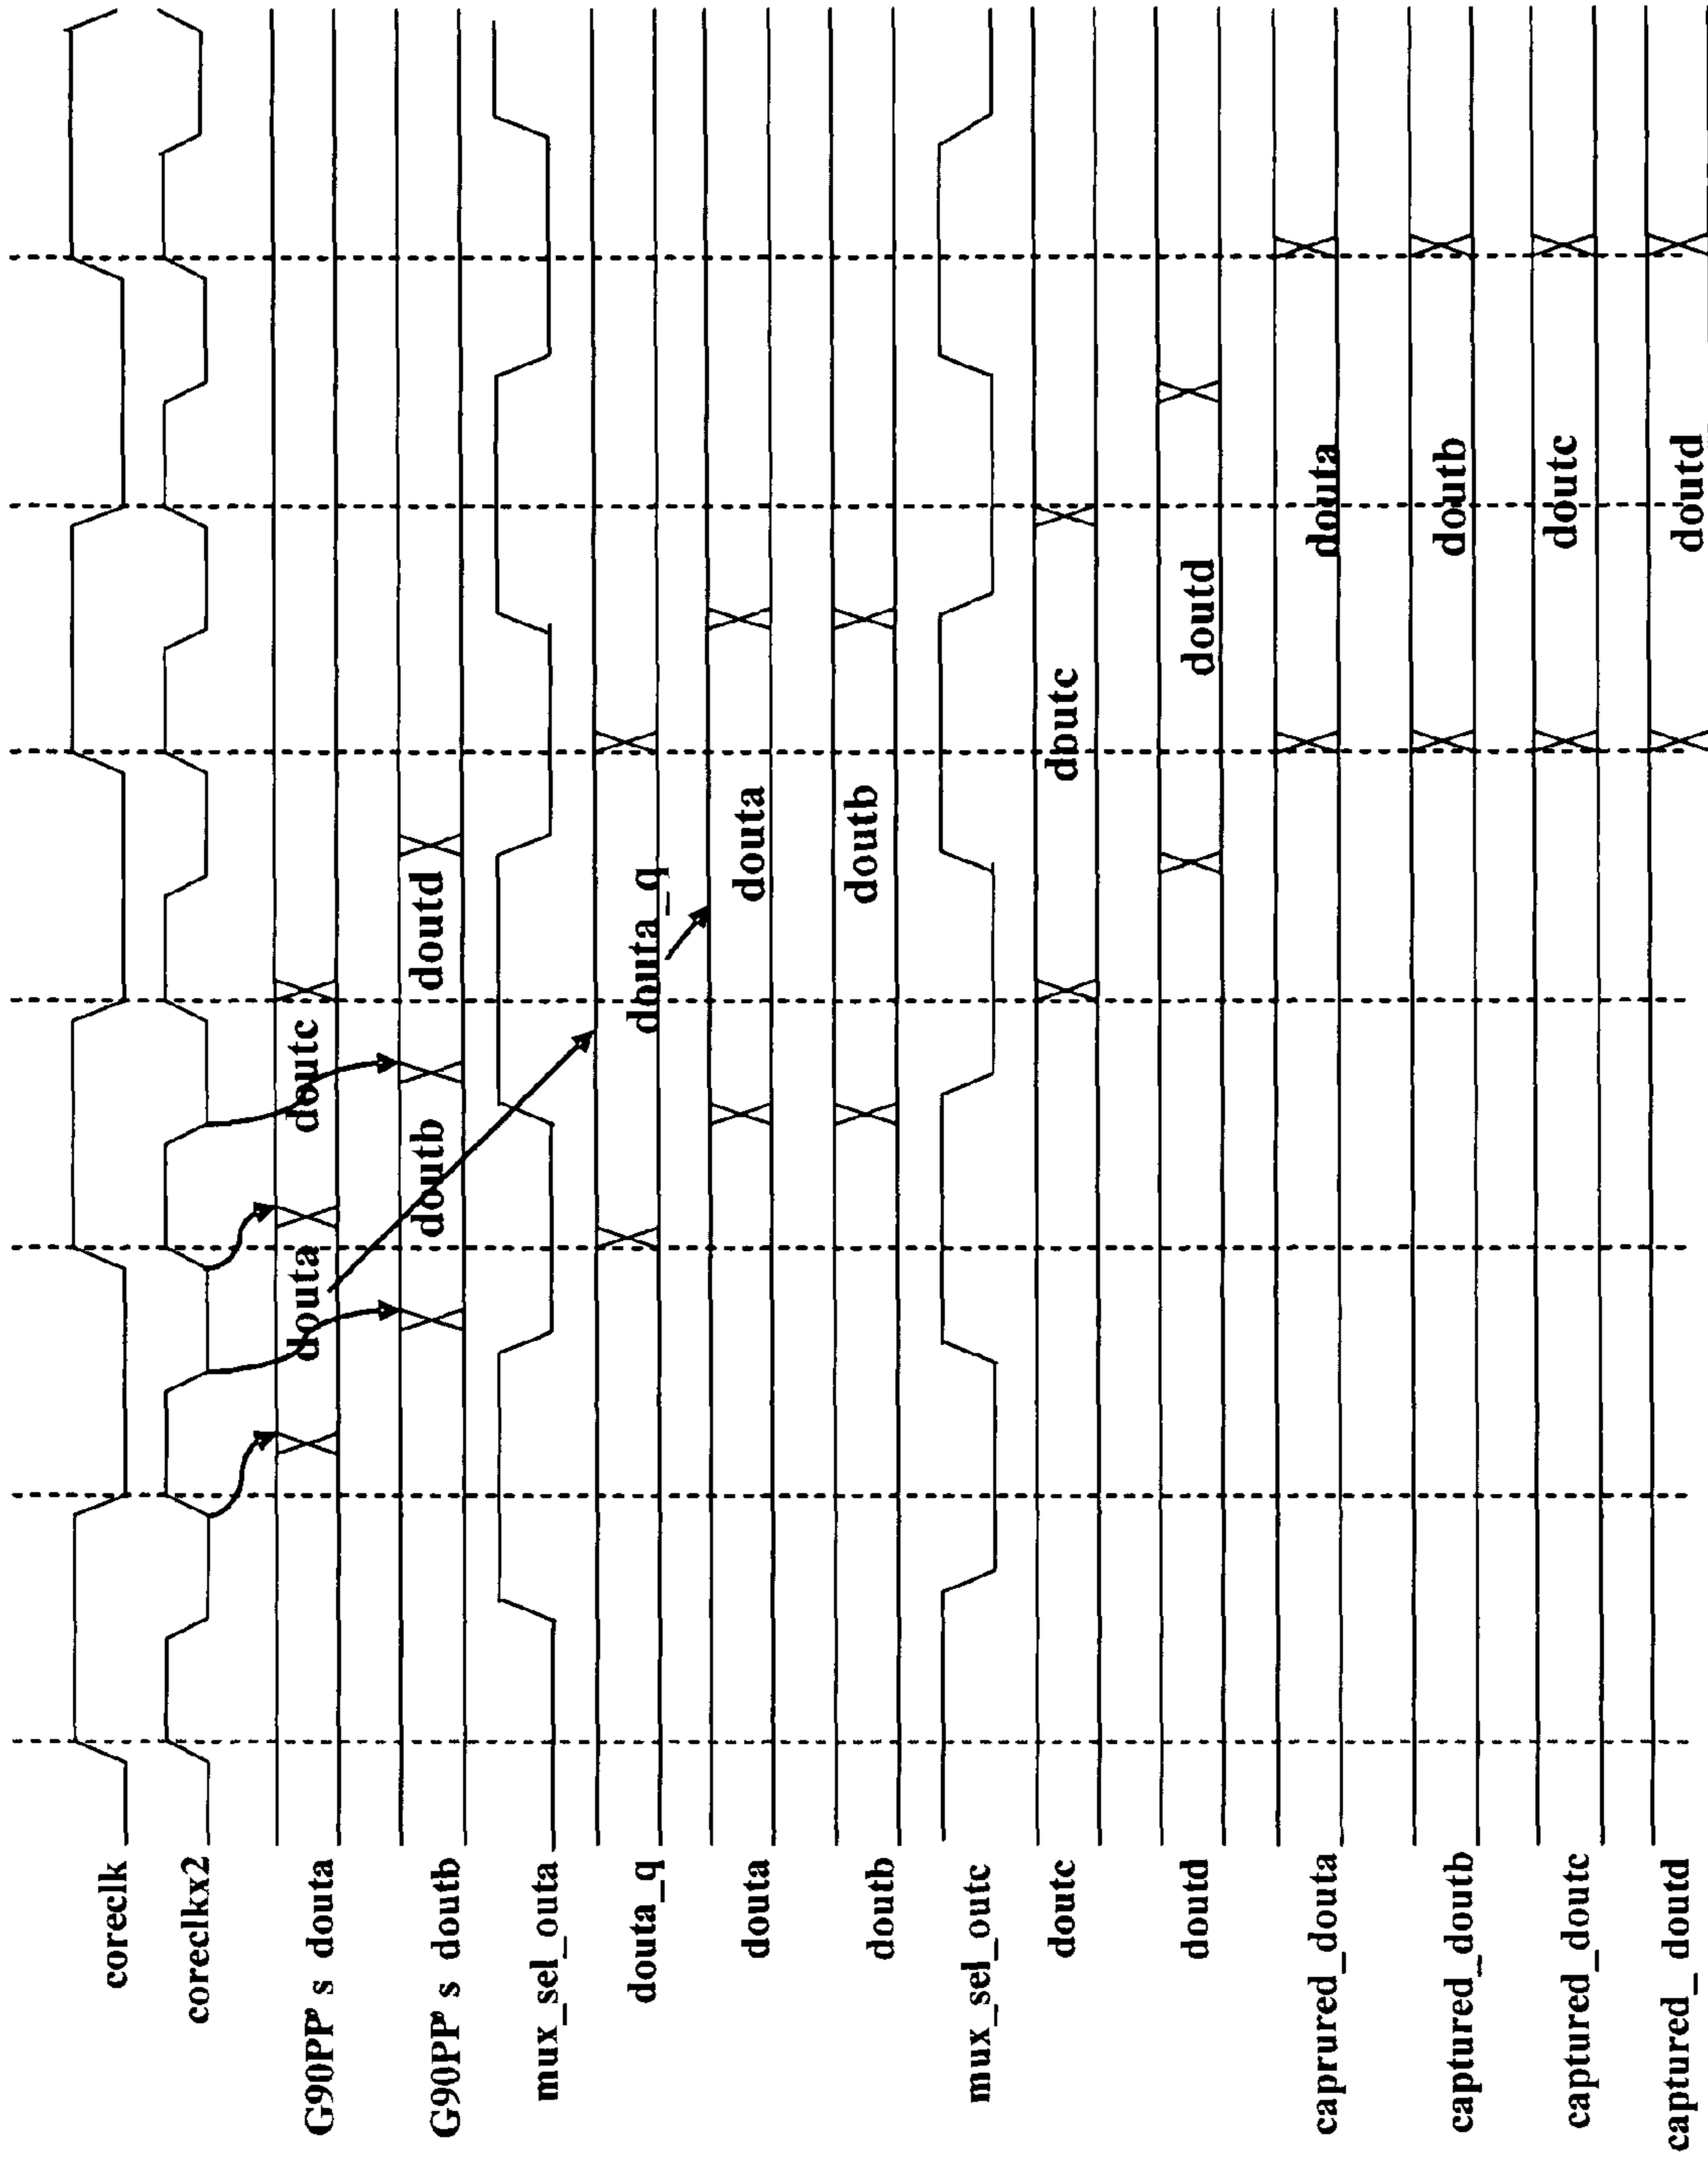 coreclk
coreclkx2
G90PP's douta
douta
doutc
G90PP's doutb
doutb
doutd
mux_sel_outa
douta_q
douta_q
douta
douta
doutb
doutb
mux_sel_outc
doutc
doutc
doutd
doutd
caprured_douta
douta
captured_doutb
doutb
captured_doutc
doutc
captured_doutd
doutd